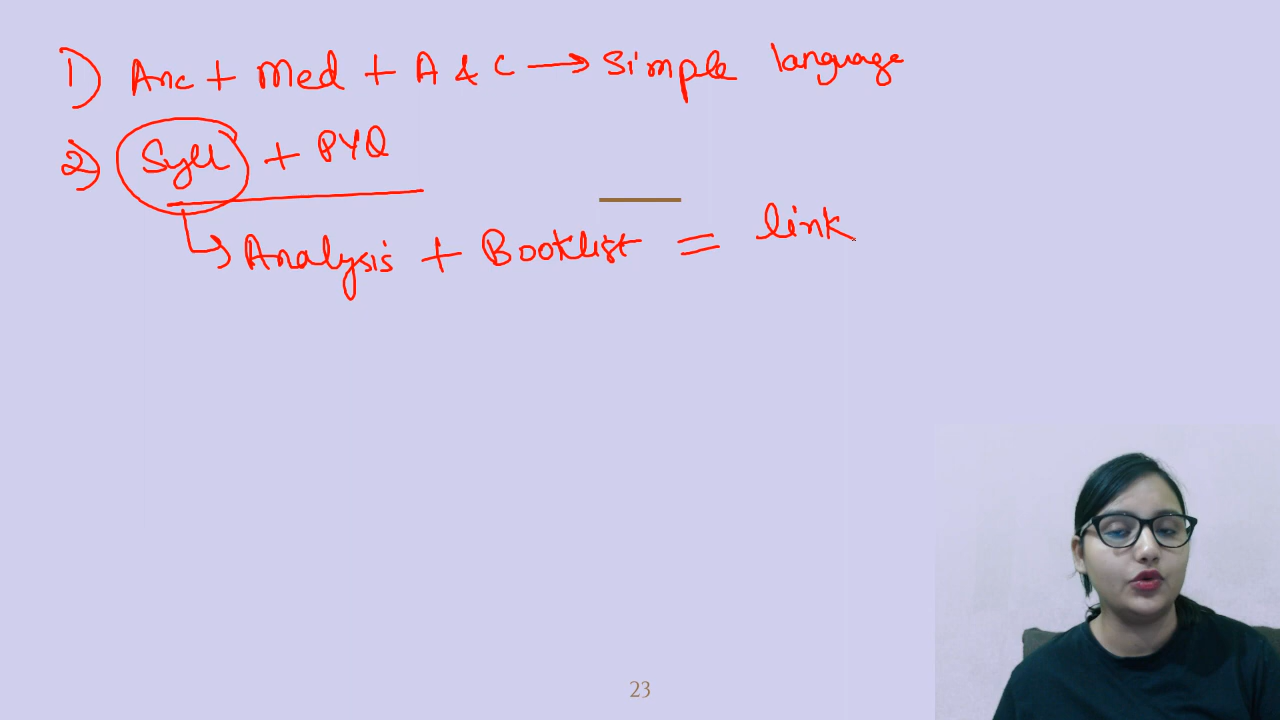 1) Anc + Med + A & C → Simple language
2) Syll + PYQ
↳ Analysis + Booklist = link
23